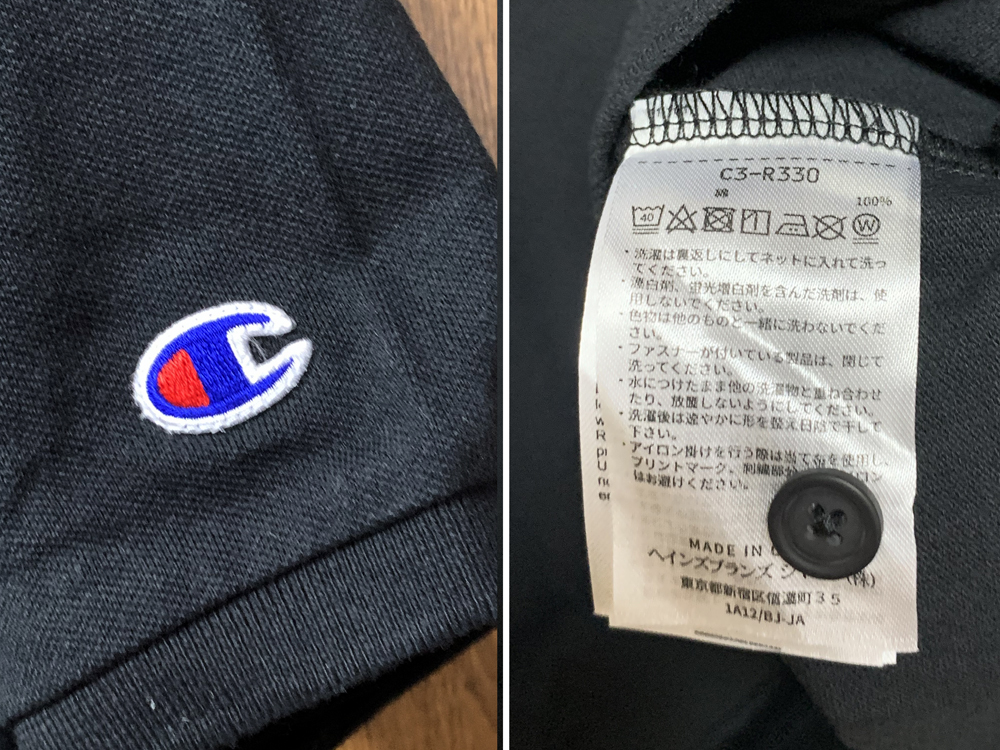 C3-R330
綿 100%
40
W
・洗濯は裏返しにしてネットに入れて洗っ
てください。
・漂白剤、蛍光増白剤を含んだ洗剤は、使
用しないでください。
・色物は他のものと一緒に洗わないでくだ
さい。
・ファスナーが付いている製品は、閉じて
洗ってください。
・水につけたまま他の洗濯物と重ね合わせ
たり、放置しないようにしてください。
・洗濯後は速やかに形を整え日陰で干して
下さい。
・アイロン掛けを行う際は当て布を使用し、
プリントマーク、刺繍部分
はお避けください。
MADE IN
ヘインズブランズ (株)
東京都新宿区信濃町35
1A12/BJ-JA